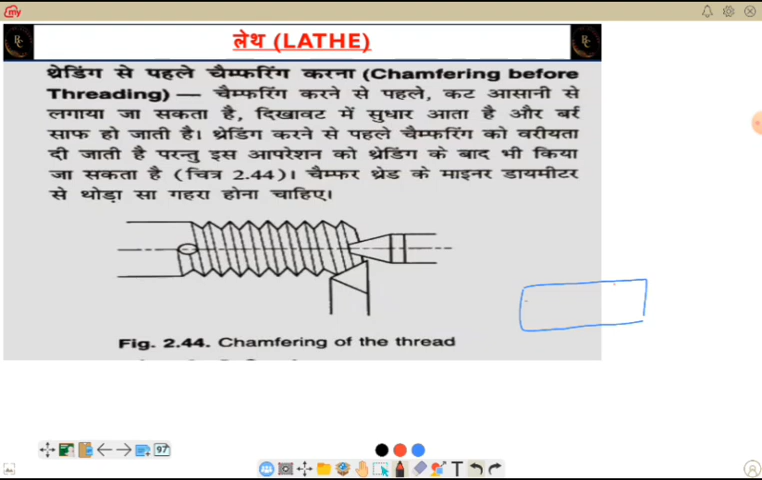 my
लेथ (LATHE)
थ्रेडिंग से पहले चैम्फरिंग करना (Chamfering before
Threading) — चैम्फरिंग करने से पहले, कट आसानी से
लगाया जा सकता है, दिखावट में सुधार आता है और बर्र
साफ हो जाती है। थ्रेडिंग करने से पहले चैम्फरिंग को वरीयता
दी जाती है परन्तु इस आपरेशन को थ्रेडिंग के बाद भी किया
जा सकता है (चित्र 2.44)। चैम्फर थ्रेड के माइनर डायमीटर
से थोड़ा सा गहरा होना चाहिए।
Fig. 2.44. Chamfering of the thread
97
T